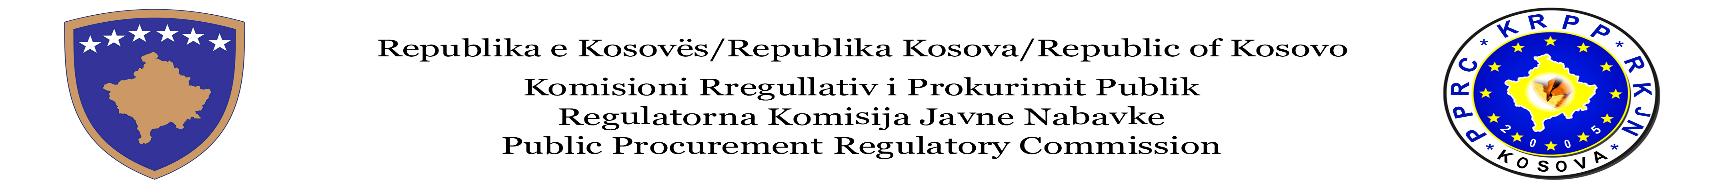 Republika e Kosovës/Republika Kosova/Republic of Kosovo
Komisioni Rregullativ i Prokurimit Publik
Regulatorna Komisija Javne Nabavke
Public Procurement Regulatory Commission
PPRC * KRPP * RKJN
* KOSOVA *
2005